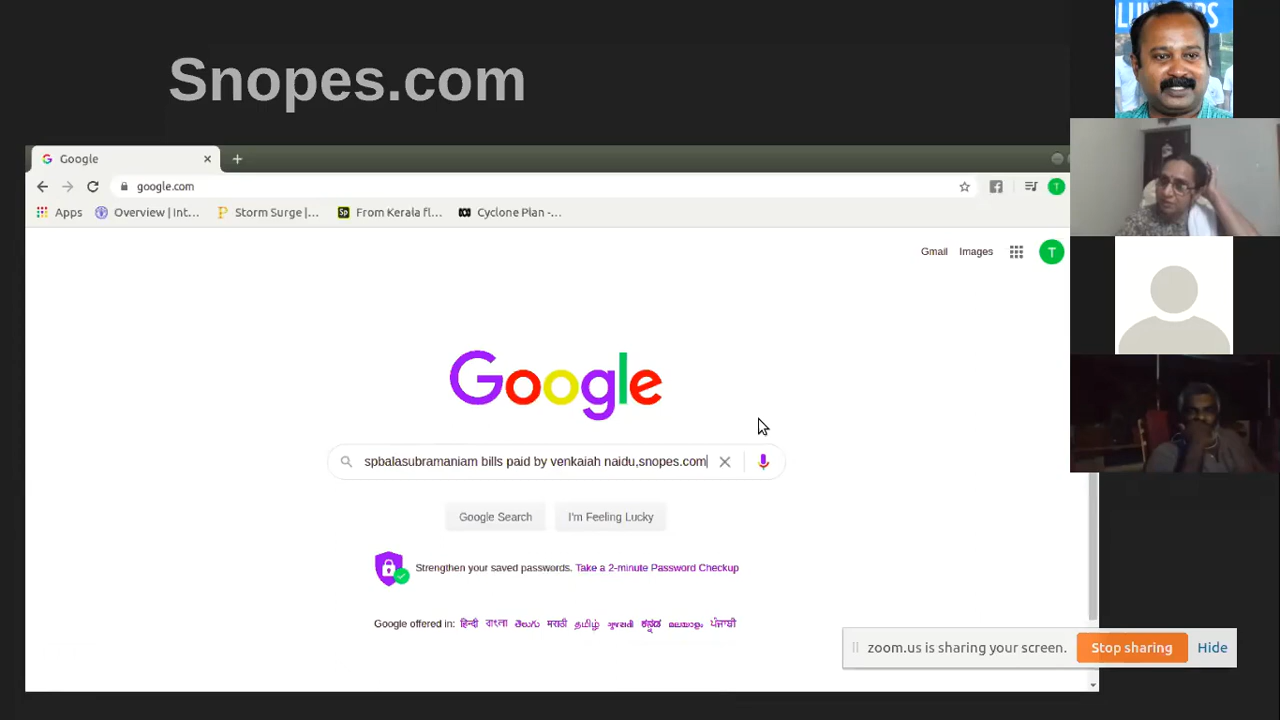 Snopes.com
Google
google.com
Apps
Overview | Int...
Storm Surge |...
From Kerala fl...
Cyclone Plan -...
Gmail Images
T
Google
spbalasubramaniam bills paid by venkaiah naidu,snopes.com
Google Search
I'm Feeling Lucky
Strengthen your saved passwords. Take a 2-minute Password Checkup
Google offered in: हिन्दी বাংলা తెలుగు मराठी தமிழ் ગુજરાતી ಕನ್ನಡ മലയാളം ਪੰਜਾਬੀ
zoom.us is sharing your screen. Stop sharing Hide